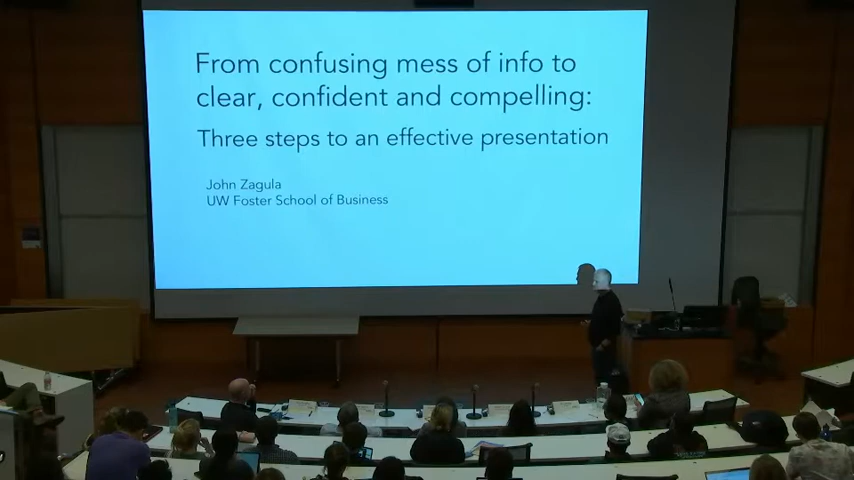 From confusing mess of info to
clear, confident and compelling:
Three steps to an effective presentation
John Zagula
UW Foster School of Business